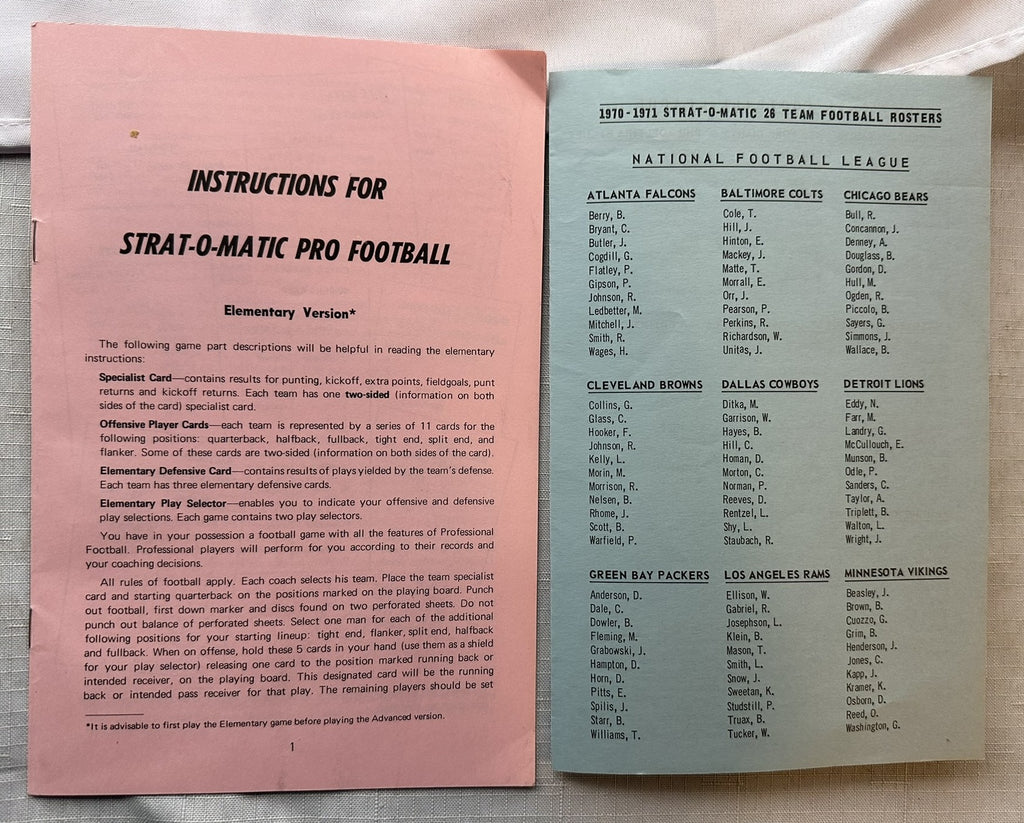 INSTRUCTIONS FOR
STRAT-O-MATIC PRO FOOTBALL
Elementary Version*
The following game part descriptions will be helpful in reading the elementary
instructions:
Specialist Card—contains results for punting, kickoff, extra points, fieldgoals, punt
returns and kickoff returns. Each team has one two-sided (information on both
sides of the card) specialist card.
Offensive Player Cards—each team is represented by a series of 11 cards for the
following positions: quarterback, halfback, fullback, tight end, split end, and
flanker. Some of these cards are two-sided (information on both sides of the card).
Elementary Defensive Card—contains results of plays yielded by the team's defense.
Each team has three elementary defensive cards.
Elementary Play Selector—enables you to indicate your offensive and defensive
play selections. Each game contains two play selectors.
You have in your possession a football game with all the features of Professional
Football. Professional players will perform for you according to their records and
your coaching decisions.
All rules of football apply. Each coach selects his team. Place the team specialist
card and starting quarterback on the positions marked on the playing board. Punch
out football, first down marker and discs found on two perforated sheets. Do not
punch out balance of perforated sheets. Select one man for each of the additional
following positions for your starting lineup: tight end, flanker, split end, halfback
and fullback. When on offense, hold these 5 cards in your hand (use them as a shield
for your play selector) releasing one card to the position marked running back or
intended receiver, on the playing board. This designated card will be the running
back or intended pass receiver for that play. The remaining players should be set
*It is advisable to first play the Elementary game before playing the Advanced version.
1
1970-1971 STRAT-O-MATIC 26 TEAM FOOTBALL ROSTERS
NATIONAL FOOTBALL LEAGUE
ATLANTA FALCONS
Berry, B.
Bryant, C.
Butler, J.
Cogdill, G.
Flatley, P.
Gipson, P.
Johnson, R.
Ledbetter, M.
Mitchell, J.
Smith, R.
Wages, H.
BALTIMORE COLTS
Cole, T.
Hill, J.
Hinton, E.
Mackey, J.
Matte, T.
Morrall, E.
Orr, J.
Pearson, P.
Perkins, R.
Richardson, W.
Unitas, J.
CHICAGO BEARS
Bull, R.
Concannon, J.
Denney, A.
Douglass, B.
Gordon, D.
Hull, M.
Ogden, R.
Piccolo, B.
Sayers, G.
Simmons, J.
Wallace, B.
CLEVELAND BROWNS
Collins, G.
Glass, C.
Hooker, F.
Johnson, R.
Kelly, L.
Morin, M.
Morrison, R.
Nelsen, B.
Rhome, J.
Scott, B.
Warfield, P.
DALLAS COWBOYS
Ditka, M.
Garrison, W.
Hayes, B.
Hill, C.
Homan, D.
Morton, C.
Norman, P.
Reeves, D.
Rentzel, L.
Shy, L.
Staubach, R.
DETROIT LIONS
Eddy, N.
Farr, M.
Landry, G.
McCullouch, E.
Munson, B.
Odle, P.
Sanders, C.
Taylor, A.
Triplett, B.
Walton, L.
Wright, J.
GREEN BAY PACKERS
Anderson, D.
Dale, C.
Dowler, B.
Fleming, M.
Grabowski, J.
Hampton, D.
Horn, D.
Pitts, E.
Spilis, J.
Starr, B.
Williams, T.
LOS ANGELES RAMS
Ellison, W.
Gabriel, R.
Josephson, L.
Klein, B.
Mason, T.
Smith, L.
Snow, J.
Sweetan, K.
Studstill, P.
Truax, B.
Tucker, W.
MINNESOTA VIKINGS
Beasley, J.
Brown, B.
Cuozzo, G.
Grim, B.
Henderson, J.
Jones, C.
Kapp, J.
Kramer, K.
Osborn, D.
Reed, O.
Washington, G.